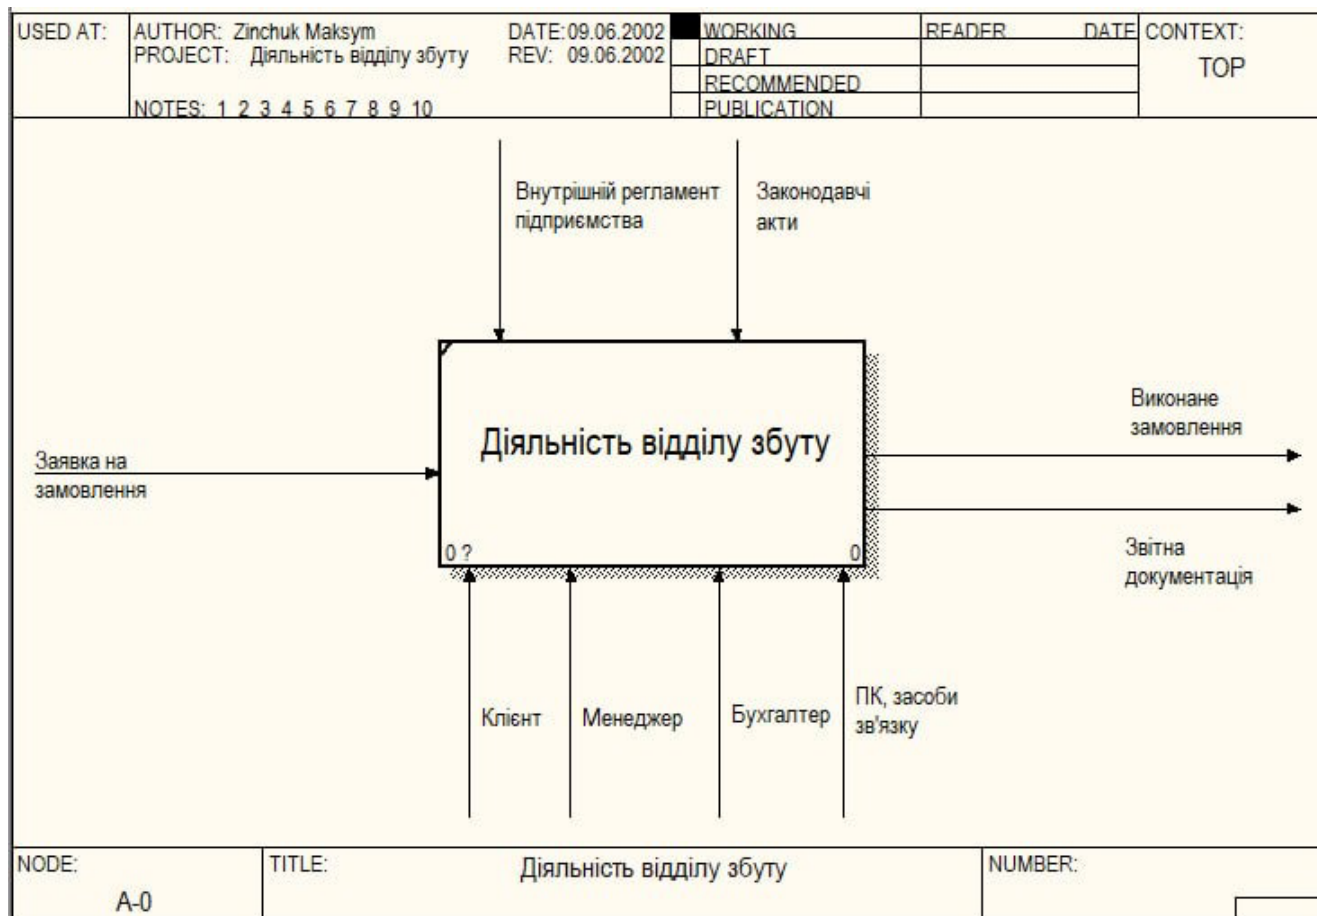 USED AT:
AUTHOR: Zinchuk Maksym
DATE: 09.06.2002
PROJECT: Діяльність відділу збуту
REV: 09.06.2002
NOTES: 1 2 3 4 5 6 7 8 9 10
WORKING
DRAFT
RECOMMENDED
PUBLICATION
READER DATE
CONTEXT:
TOP
Внутрішній регламент
підприємства
Законодавчі
акти
Діяльність відділу збуту
0 ?
0
Заявка на
замовлення
Виконане
замовлення
Звітна
документація
Клієнт
Менеджер
Бухгалтер
ПК, засоби
зв'язку
NODE:
A-0
TITLE:
Діяльність відділу збуту
NUMBER: